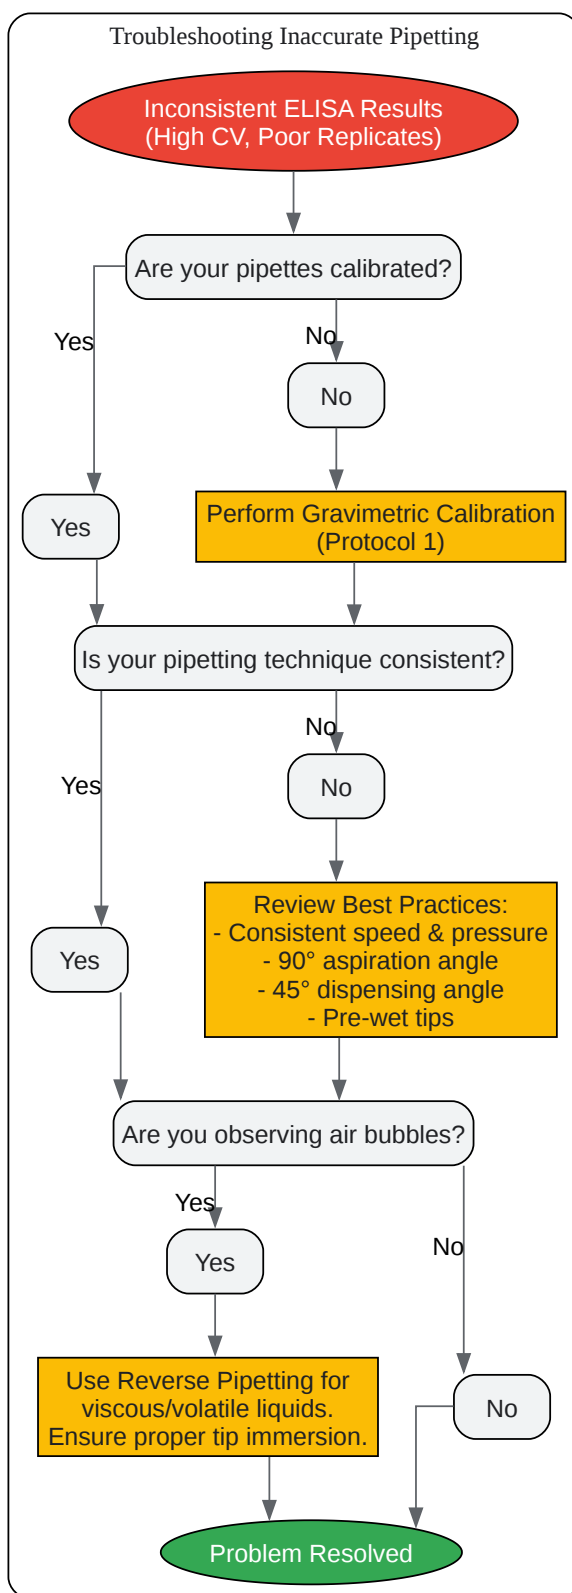 Troubleshooting Inaccurate Pipetting
Inconsistent ELISA Results
(High CV, Poor Replicates)
Are your pipettes calibrated?
Yes
No
No
Yes
Perform Gravimetric Calibration
(Protocol 1)
Is your pipetting technique consistent?
No
Yes
No
Review Best Practices:
- Consistent speed & pressure
- 90° aspiration angle
- 45° dispensing angle
- Pre-wet tips
Yes
Are you observing air bubbles?
Yes
No
Yes
Use Reverse Pipetting for
viscous/volatile liquids.
Ensure proper tip immersion.
No
Problem Resolved